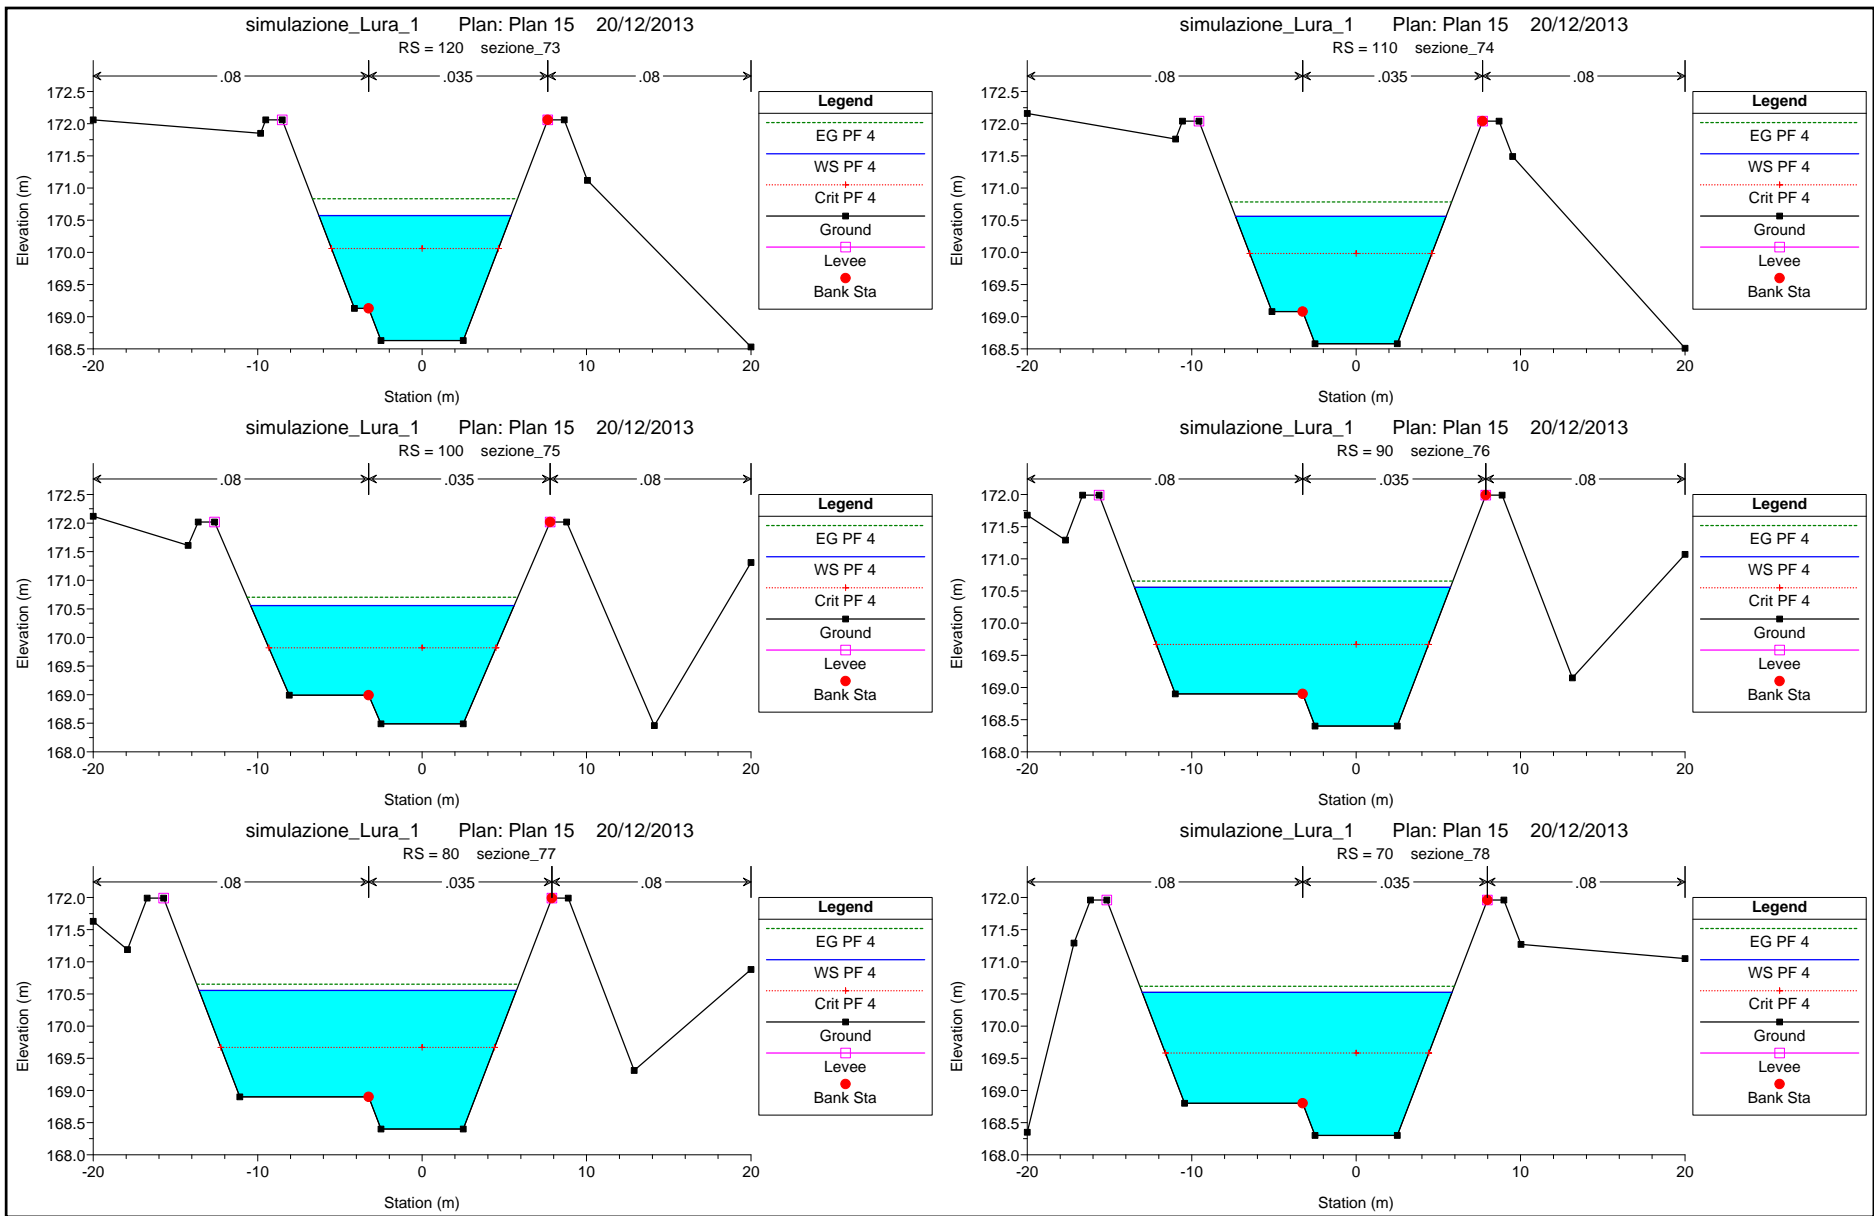 simulazione_Lura_1 Plan: Plan 15 20/12/2013
RS = 120 sezione_73
.08 .035 .08
172.5
172.0
171.5
171.0
170.5
170.0
169.5
169.0
168.5
Elevation (m)
-20 -10 0 10 20
Station (m)
Legend
EG PF 4
WS PF 4
Crit PF 4
Ground
Levee
Bank Sta
simulazione_Lura_1 Plan: Plan 15 20/12/2013
RS = 110 sezione_74
.08 .035 .08
172.5
172.0
171.5
171.0
170.5
170.0
169.5
169.0
168.5
Elevation (m)
-20 -10 0 10 20
Station (m)
Legend
EG PF 4
WS PF 4
Crit PF 4
Ground
Levee
Bank Sta
simulazione_Lura_1 Plan: Plan 15 20/12/2013
RS = 100 sezione_75
.08 .035 .08
172.5
172.0
171.5
171.0
170.5
170.0
169.5
169.0
168.5
168.0
Elevation (m)
-20 -10 0 10 20
Station (m)
Legend
EG PF 4
WS PF 4
Crit PF 4
Ground
Levee
Bank Sta
simulazione_Lura_1 Plan: Plan 15 20/12/2013
RS = 90 sezione_76
.08 .035 .08
172.0
171.5
171.0
170.5
170.0
169.5
169.0
168.5
168.0
Elevation (m)
-20 -10 0 10 20
Station (m)
Legend
EG PF 4
WS PF 4
Crit PF 4
Ground
Levee
Bank Sta
simulazione_Lura_1 Plan: Plan 15 20/12/2013
RS = 80 sezione_77
.08 .035 .08
172.0
171.5
171.0
170.5
170.0
169.5
169.0
168.5
168.0
Elevation (m)
-20 -10 0 10 20
Station (m)
Legend
EG PF 4
WS PF 4
Crit PF 4
Ground
Levee
Bank Sta
simulazione_Lura_1 Plan: Plan 15 20/12/2013
RS = 70 sezione_78
.08 .035 .08
172.0
171.5
171.0
170.5
170.0
169.5
169.0
168.5
168.0
Elevation (m)
-20 -10 0 10 20
Station (m)
Legend
EG PF 4
WS PF 4
Crit PF 4
Ground
Levee
Bank Sta